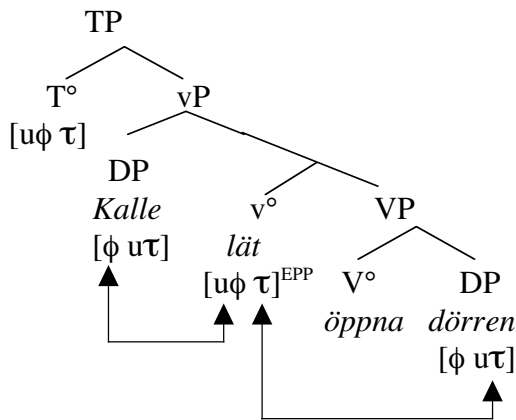 TP
T° vP
[uϕ τ]
DP v° VP
Kalle lät
[ϕ uτ] [uϕ τ]EPP V° DP
öppna dörren
[ϕ uτ]